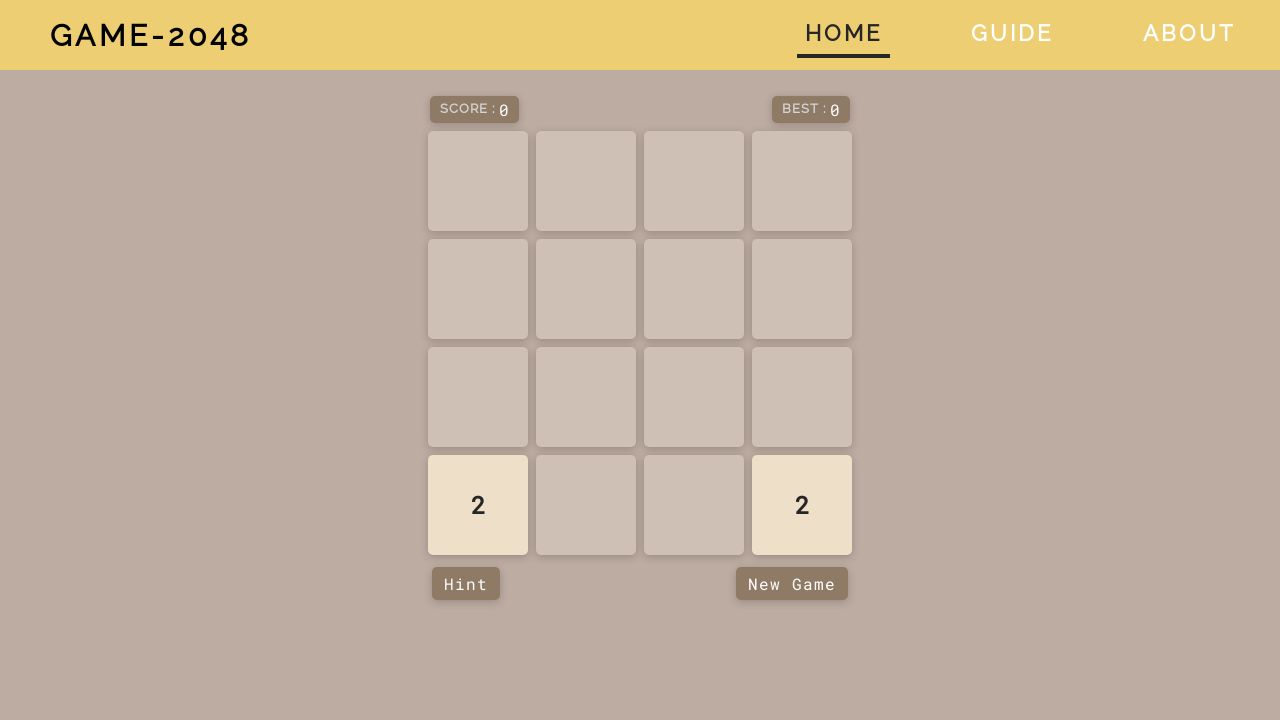 GAME-2048
HOME GUIDE ABOUT
SCORE : 0 BEST : 0
2 2
Hint New Game